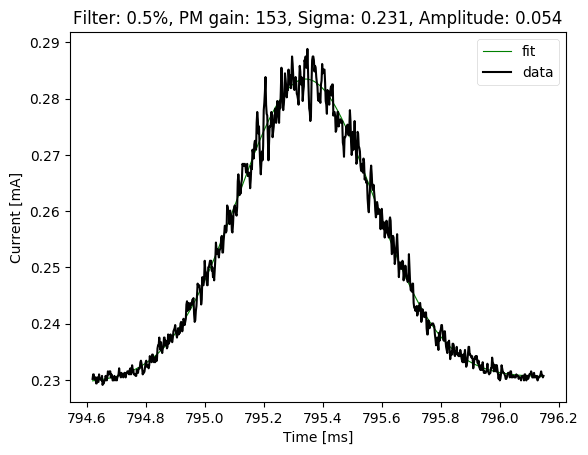 Filter: 0.5%, PM gain: 153, Sigma: 0.231, Amplitude: 0.054
fit
data
0.29
0.28
0.27
0.26
0.25
0.24
0.23
Current [mA]
794.6 794.8 795.0 795.2 795.4 795.6 795.8 796.0 796.2
Time [ms]